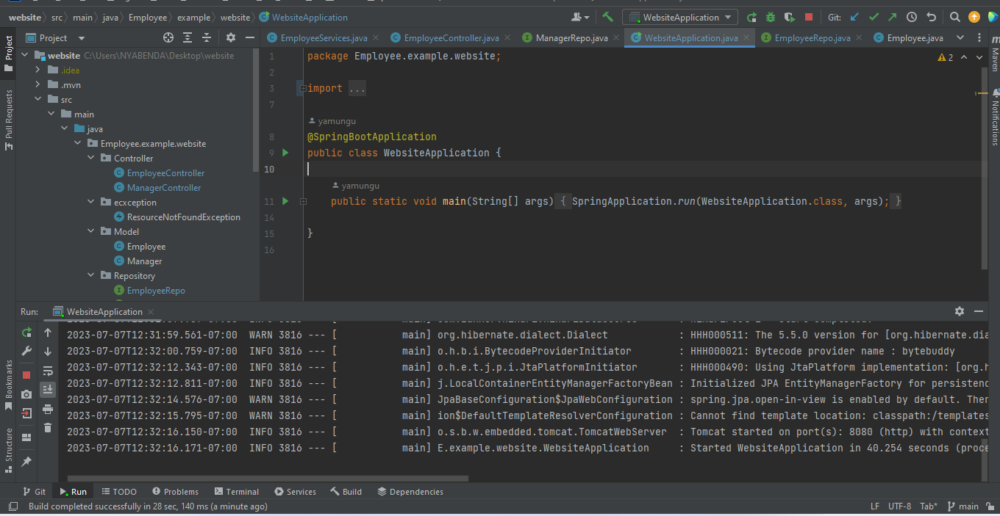 website src main java Employee example website WebsiteApplication WebsiteApplication Git:
Project
EmployeeServices.java EmployeeController.java ManagerRepo.java WebsiteApplication.java EmployeeRepo.java Employee.java
website C:\Users\NYABENDA\Desktop\website
.idea
.mvn
src
main
java
Employee.example.website
Controller
EmployeeController
ManagerController
ecxception
ResourceNotFoundException
Model
Employee
Manager
Repository
EmployeeRepo
1 package Employee.example.website;
2
3 import ...
7
yamungu
8 @SpringBootApplication
9 public class WebsiteApplication {
10
yamungu
11 public static void main(String[] args) { SpringApplication.run(WebsiteApplication.class, args); }
14
15 }
16
2
Project
Pull Requests
Bookmarks
Structure
Maven
Notifications
Run: WebsiteApplication
2023-07-07T12:31:59.561-07:00 WARN 3816 --- [ main] org.hibernate.dialect.Dialect : HHH000511: The 5.5.0 version for [org.hibernate.dia
2023-07-07T12:32:00.759-07:00 INFO 3816 --- [ main] o.h.b.i.BytecodeProviderInitiator : HHH000021: Bytecode provider name : bytebuddy
2023-07-07T12:32:12.343-07:00 INFO 3816 --- [ main] o.h.e.t.j.p.i.JtaPlatformInitiator : HHH000490: Using JtaPlatform implementation: [org.h
2023-07-07T12:32:12.811-07:00 INFO 3816 --- [ main] j.LocalContainerEntityManagerFactoryBean : Initialized JPA EntityManagerFactory for persistenc
2023-07-07T12:32:14.576-07:00 WARN 3816 --- [ main] JpaBaseConfiguration$JpaWebConfiguration : spring.jpa.open-in-view is enabled by default. Ther
2023-07-07T12:32:15.795-07:00 WARN 3816 --- [ main] ion$DefaultTemplateResolverConfiguration : Cannot find template location: classpath:/templates
2023-07-07T12:32:16.150-07:00 INFO 3816 --- [ main] o.s.b.w.embedded.tomcat.TomcatWebServer : Tomcat started on port(s): 8080 (http) with context
2023-07-07T12:32:16.171-07:00 INFO 3816 --- [ main] E.example.website.WebsiteApplication : Started WebsiteApplication in 40.254 seconds (proce
Git Run TODO Problems Terminal Services Build Dependencies
Build completed successfully in 28 sec, 140 ms (a minute ago) LF UTF-8 Tab* main